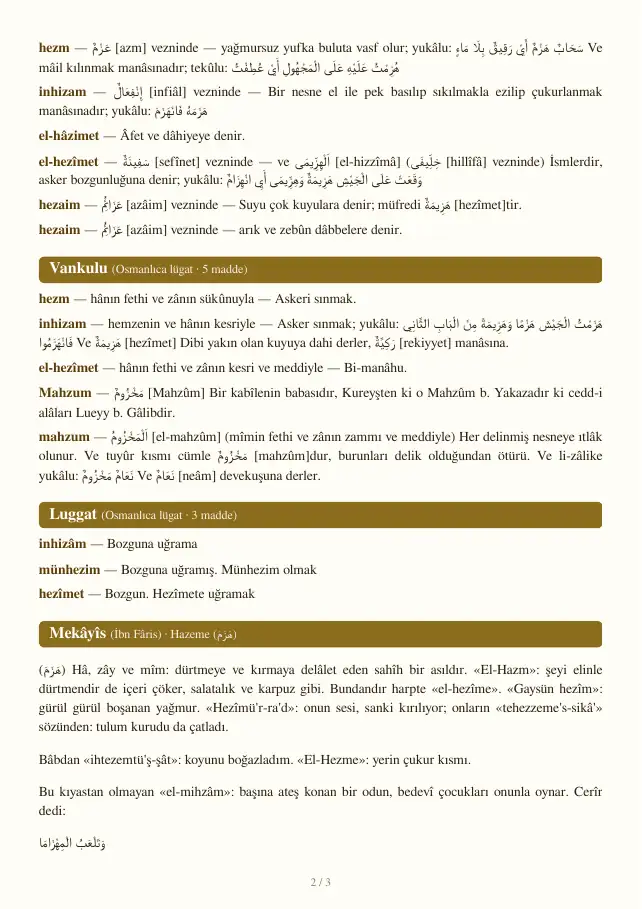 hezm — عَزْمٌ [azm] vezninde — yağmursuz yufka buluta vasf olur; yukâlu: سَحَابٌ هَزْمٌ أَيْ رَقِيقٌ بِلَا مَاءٍ Ve
mâil kılınmak manâsınadır; tekûlu: هُزِمْتُ عَلَيْهِ عَلَى الْمَجْهُولِ أَيْ عُطِفْتُ
inhizam — إِنْفِعَالٌ [infiâl] vezninde — Bir nesne el ile pek basılıp sıkılmakla ezilip çukurlanmak
manâsınadır; yukâlu: هَزَمَهُ فَانْهَزَمَ
el-hâzimet — Âfet ve dâhiyeye denir.
el-hezîmet — سَفِينَةٌ [sefînet] vezninde — ve اَلْهِزِّيمَى [el-hizzîmâ] (خِلِّيفَى [hillîfâ] vezninde) İsmlerdir,
asker bozgunluğuna denir; yukâlu: وَقَعَتْ عَلَى الْجَيْشِ هَزِيمَةٌ وَهِزِّيمَى أَيِ انْهِزَامٌ
hezaim — عَزَائِمُ [azâim] vezninde — Suyu çok kuyulara denir; müfredi هَزِيمَةٌ [hezîmet]tir.
hezaim — عَزَائِمُ [azâim] vezninde — arık ve zebûn dâbbelere denir.
Vankulu (Osmanlıca lügat · 5 madde)
hezm — hânın fethi ve zânın sükûnuyla — Askeri sınmak.
inhizam — hemzenin ve hânın kesriyle — Asker sınmak; yukâlu: هَزَمْتُ الْجَيْشَ هَزْمًا وَهَزِيمَةً مِنَ الْبَابِ الثَّانِي
فَانْهَزَمُوا Ve هَزِيمَةٌ [hezîmet] Dibi yakın olan kuyuya dahi derler, رَكِيَّةٌ [rekiyyet] manâsına.
el-hezîmet — hânın fethi ve zânın kesri ve meddiyle — Bi-manâhu.
Mahzum — مَخْزُومٌ [Mahzûm] Bir kabîlenin babasıdır, Kureyşten ki o Mahzûm b. Yakazadır ki cedd-i
alâları Lueyy b. Gâlibdir.
mahzum — اَلْمَخْزُومُ [el-mahzûm] (mîmin fethi ve zânın zammı ve meddiyle) Her delinmiş nesneye ıtlâk
olunur. Ve tuyûr kısmı cümle مَخْزُومٌ [mahzûm]dur, burunları delik olduğundan ötürü. Ve li-zâlike
yukâlu: نَعَامٌ مَخْزُومٌ Ve نَعَامٌ [neâm] devekuşuna derler.
Luggat (Osmanlıca lügat · 3 madde)
inhizâm — Bozguna uğrama
münhezim — Bozguna uğramış. Münhezim olmak
hezîmet — Bozgun. Hezîmete uğramak
Mekâyîs (İbn Fâris) · Hazeme (هَزَمَ)
(هَزَمَ) Hâ, zây ve mîm: dürtmeye ve kırmaya delâlet eden sahîh bir asıldır. «El-Hazm»: şeyi elinle
dürtmendir de içeri çöker, salatalık ve karpuz gibi. Bundandır harpte «el-hezîme». «Gaysün hezîm»:
gürül gürül boşanan yağmur. «Hezîmü'r-ra'd»: onun sesi, sanki kırılıyor; onların «tehezzeme's-sikâ'»
sözünden: tulum kurudu da çatladı.
Bâbdan «ihtezemtü'ş-şât»: koyunu boğazladım. «El-Hezme»: yerin çukur kısmı.
Bu kıyastan olmayan «el-mihzâm»: başına ateş konan bir odun, bedevî çocukları onunla oynar. Cerîr
dedi:
وَتَلْعَبُ الْمِهْزَامَا
2 / 3